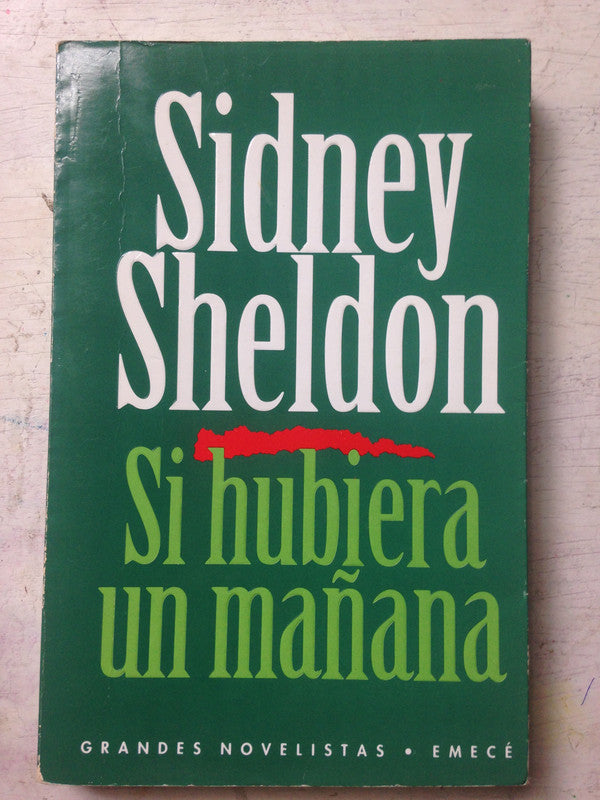 Sidney
Sheldon
Si hubiera
un mañana
GRANDES NOVELISTAS • EMECÉ